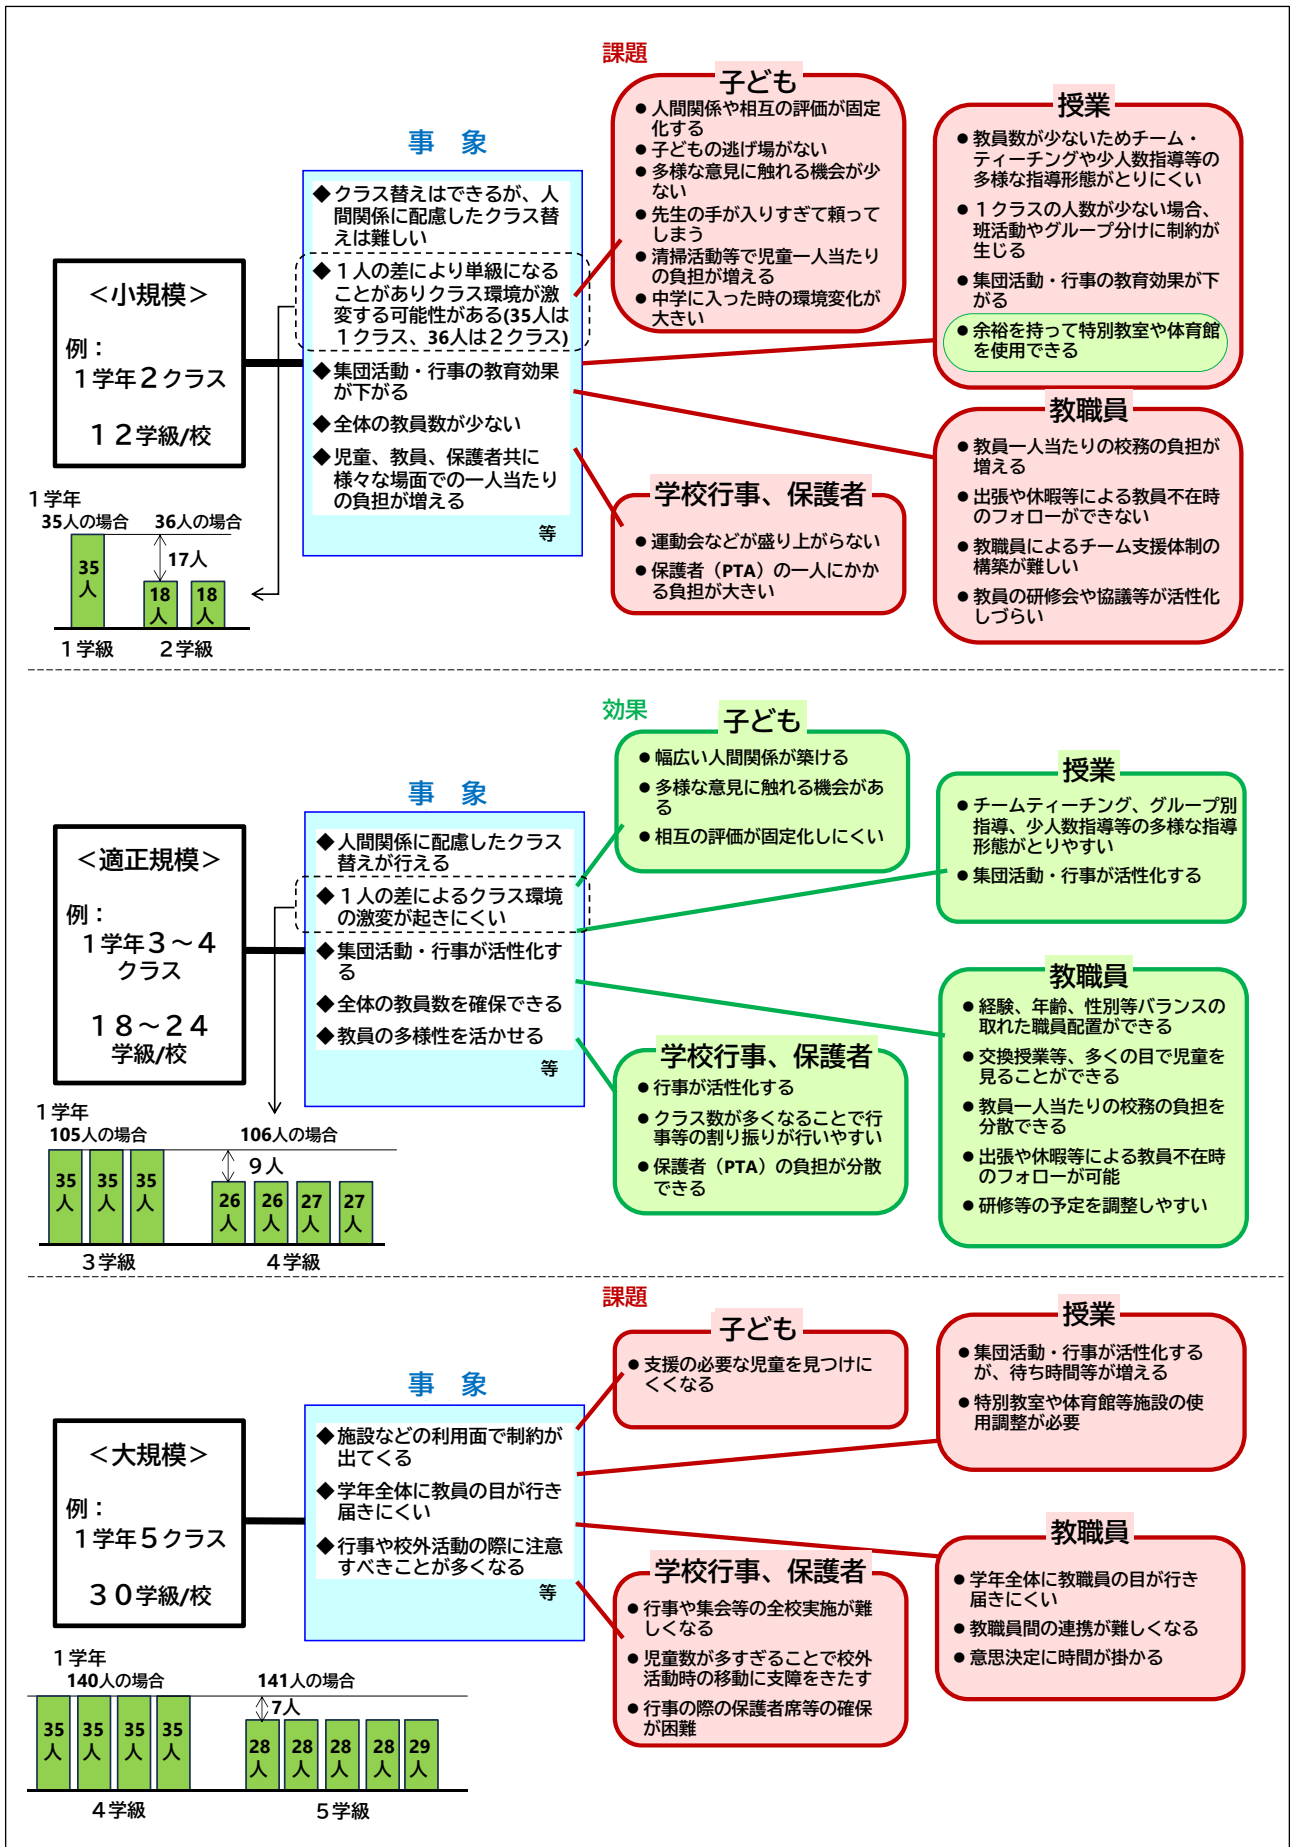 課題
<小規模>
例：
１学年２クラス
１２学級/校
事　象
◆クラス替えはできるが、人
間関係に配慮したクラス替
えは難しい
◆１人の差により単級になる
ことがありクラス環境が激
変する可能性がある(35人は
１クラス、36人は２クラス)
◆集団活動・行事の教育効果
が下がる
◆全体の教員数が少ない
◆児童、教員、保護者共に
様々な場面での一人当たり
の負担が増える
等
子ども
●人間関係や相互の評価が固定
化する
●子どもの逃げ場がない
●多様な意見に触れる機会が少
ない
●先生の手が入りすぎて頼って
しまう
●清掃活動等で児童一人当たり
の負担が増える
●中学に入った時の環境変化が
大きい
授業
●教員数が少ないためチーム・
ティーチングや少人数指導等の
多様な指導形態がとりにくい
●１クラスの人数が少ない場合、
班活動やグループ分けに制約が
生じる
●集団活動・行事の教育効果が下
がる
●余裕を持って特別教室や体育館
を使用できる
教職員
●教員一人当たりの校務の負担が
増える
●出張や休暇等による教員不在時
のフォローができない
●教職員によるチーム支援体制の
構築が難しい
●教員の研修会や協議等が活性化
しづらい
学校行事、保護者
●運動会などが盛り上がらない
●保護者（PTA）の一人にかか
る負担が大きい
１学年
35人の場合　36人の場合
17人
35人
18人
18人
１学級　２学級
効果
<適正規模>
例：
１学年３～４
クラス
１８～２４
学級/校
事　象
◆人間関係に配慮したクラス
替えが行える
◆１人の差によるクラス環境
の激変が起きにくい
◆集団活動・行事が活性化す
る
◆全体の教員数を確保できる
◆教員の多様性を活かせる
等
子ども
●幅広い人間関係が築ける
●多様な意見に触れる機会があ
る
●相互の評価が固定化しにくい
授業
●チームティーチング、グループ別
指導、少人数指導等の多様な指導
形態がとりやすい
●集団活動・行事が活性化する
教職員
●経験、年齢、性別等バランスの
取れた職員配置ができる
●交換授業等、多くの目で児童を
見ることができる
●教員一人当たりの校務の負担を
分散できる
●出張や休暇等による教員不在時
のフォローが可能
●研修等の予定を調整しやすい
学校行事、保護者
●行事が活性化する
●クラス数が多くなることで行
事等の割り振りが行いやすい
●保護者（PTA）の負担が分散
できる
１学年
105人の場合　106人の場合
９人
35人
35人
35人
26人
26人
27人
27人
３学級　４学級
課題
<大規模>
例：
１学年５クラス
３０学級/校
事　象
◆施設などの利用面で制約が
出てくる
◆学年全体に教員の目が行き
届きにくい
◆行事や校外活動の際に注意
すべきことが多くなる
等
子ども
●支援の必要な児童を見つけに
くくなる
授業
●集団活動・行事が活性化する
が、待ち時間等が増える
●特別教室や体育館等施設の使
用調整が必要
教職員
●学年全体に教職員の目が行き
届きにくい
●教職員間の連携が難しくなる
●意思決定に時間が掛かる
学校行事、保護者
●行事や集会等の全校実施が難
しくなる
●児童数が多すぎることで校外
活動時の移動に支障をきたす
●行事の際の保護者席等の確保
が困難
１学年
140人の場合　141人の場合
7人
35人
35人
35人
35人
28人
28人
28人
28人
29人
４学級　５学級